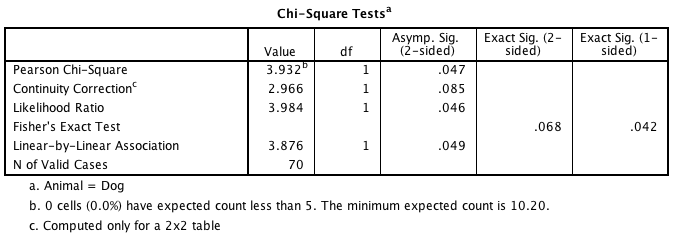 Chi-Square Testsᵃ
Value df Asymp. Sig. (2-sided) Exact Sig. (2-sided) Exact Sig. (1-sided)
Pearson Chi-Square 3.932ᵇ 1 .047
Continuity Correctionᶜ 2.966 1 .085
Likelihood Ratio 3.984 1 .046
Fisher's Exact Test .068 .042
Linear-by-Linear Association 3.876 1 .049
N of Valid Cases 70
a. Animal = Dog
b. 0 cells (0.0%) have expected count less than 5. The minimum expected count is 10.20.
c. Computed only for a 2x2 table